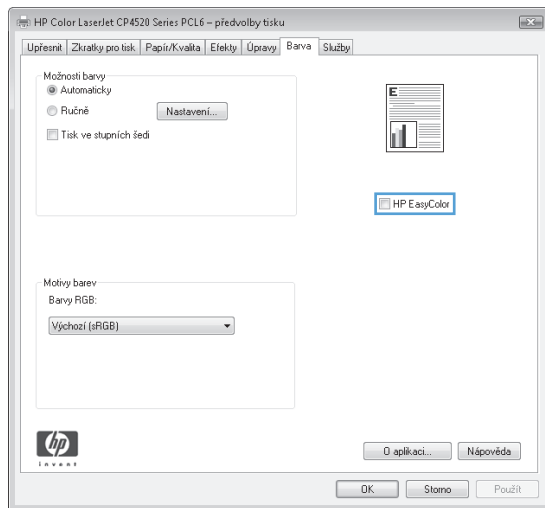 HP Color LaserJet CP4520 Series PCL6 – předvolby tisku
Upřesnit Zkratky pro tisk Papír/Kvalita Efekty Úpravy Barva Služby
Možnosti barvy
Automaticky
Ručně Nastavení...
Tisk ve stupních šedi
E
HP EasyColor
Motivy barev
Barvy RGB:
Výchozí (sRGB)
hp
invent
O aplikaci... Nápověda
OK Storno Použít